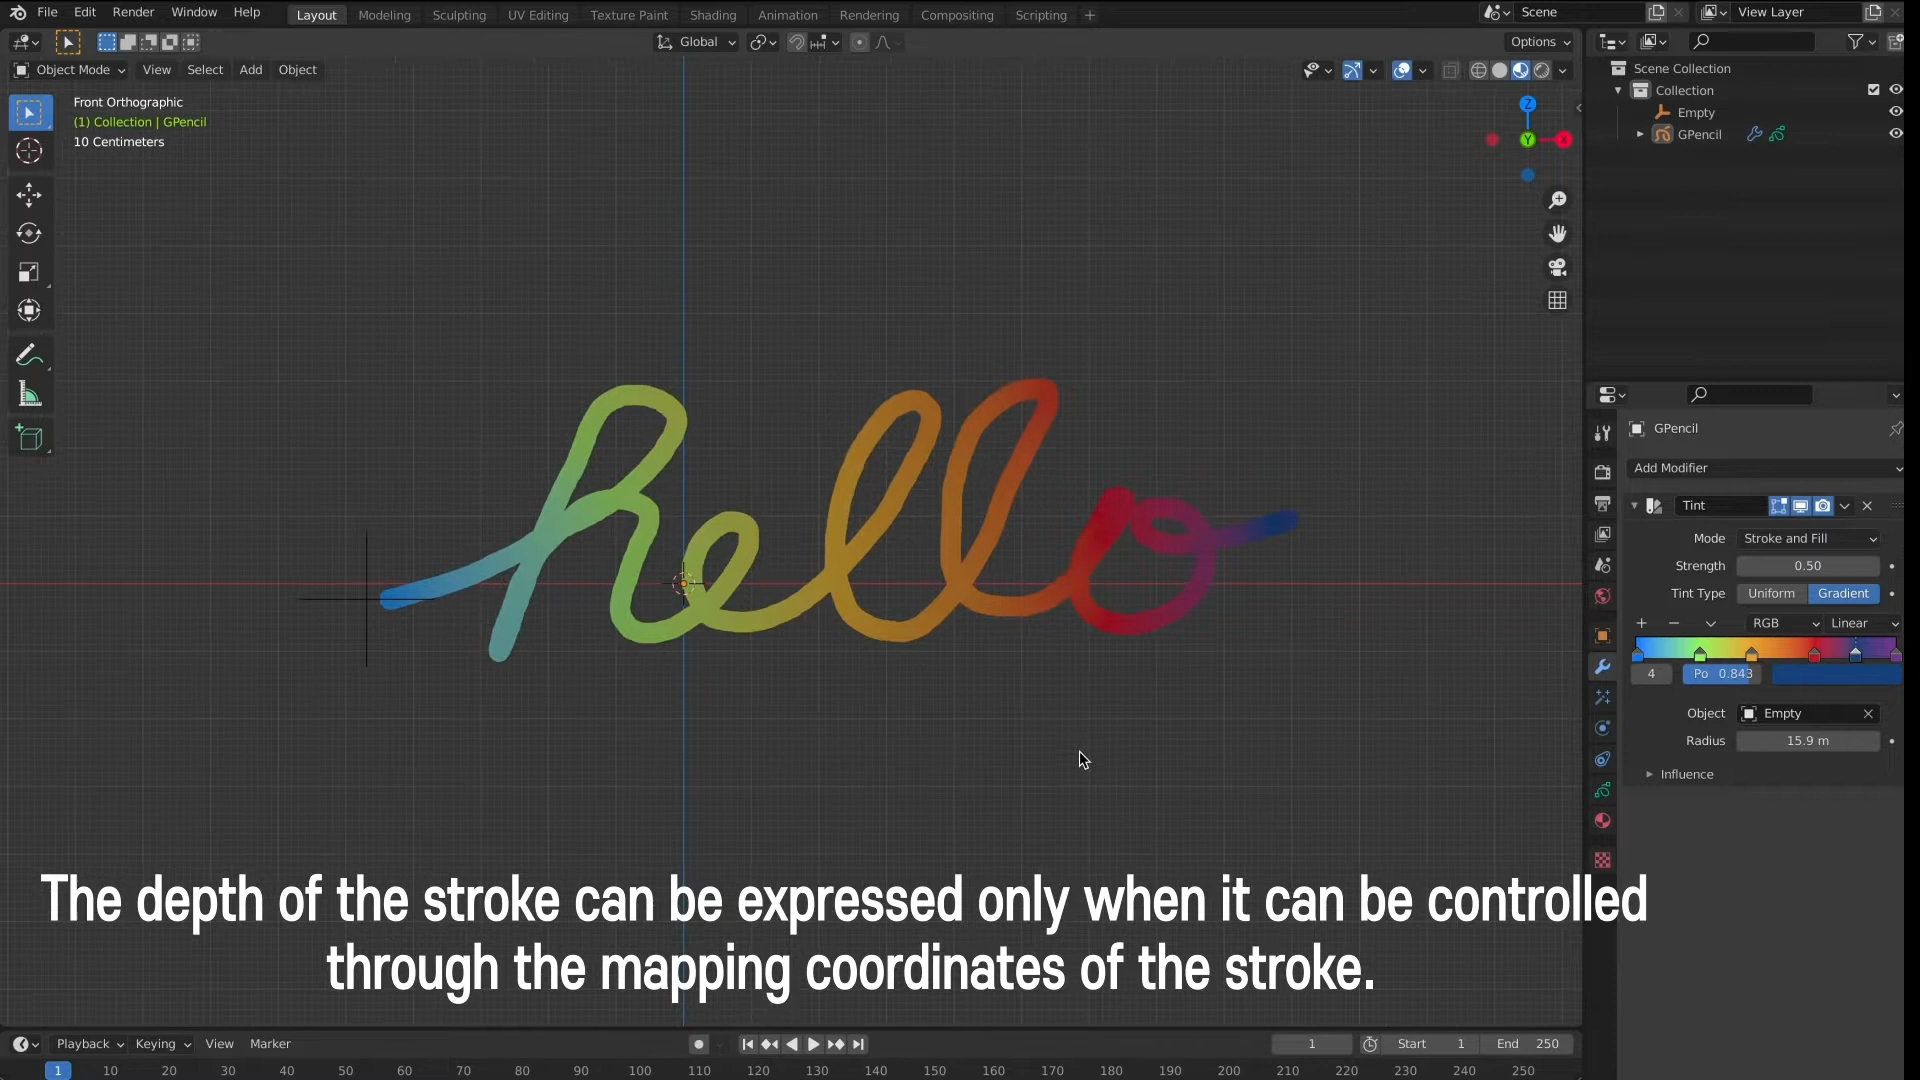 File Edit Render Window Help
Layout Modeling Sculpting UV Editing Texture Paint Shading Animation Rendering Compositing Scripting +
Scene
View Layer
Global
Options
Object Mode View Select Add Object
Front Orthographic
(1) Collection | GPencil
10 Centimeters
Z
Y
X
Scene Collection
Collection
Empty
GPencil
hello
GPencil
Add Modifier
Tint
Mode Stroke and Fill
Strength 0.50
Tint Type Uniform Gradient
RGB Linear
4 Po 0.843
Object Empty
Radius 15.9 m
Influence
The depth of the stroke can be expressed only when it can be controlled
through the mapping coordinates of the stroke.
Playback Keying View Marker
1 Start 1 End 250
1 10 20 30 40 50 60 70 80 90 100 110 120 130 140 150 160 170 180 190 200 210 220 230 240 250